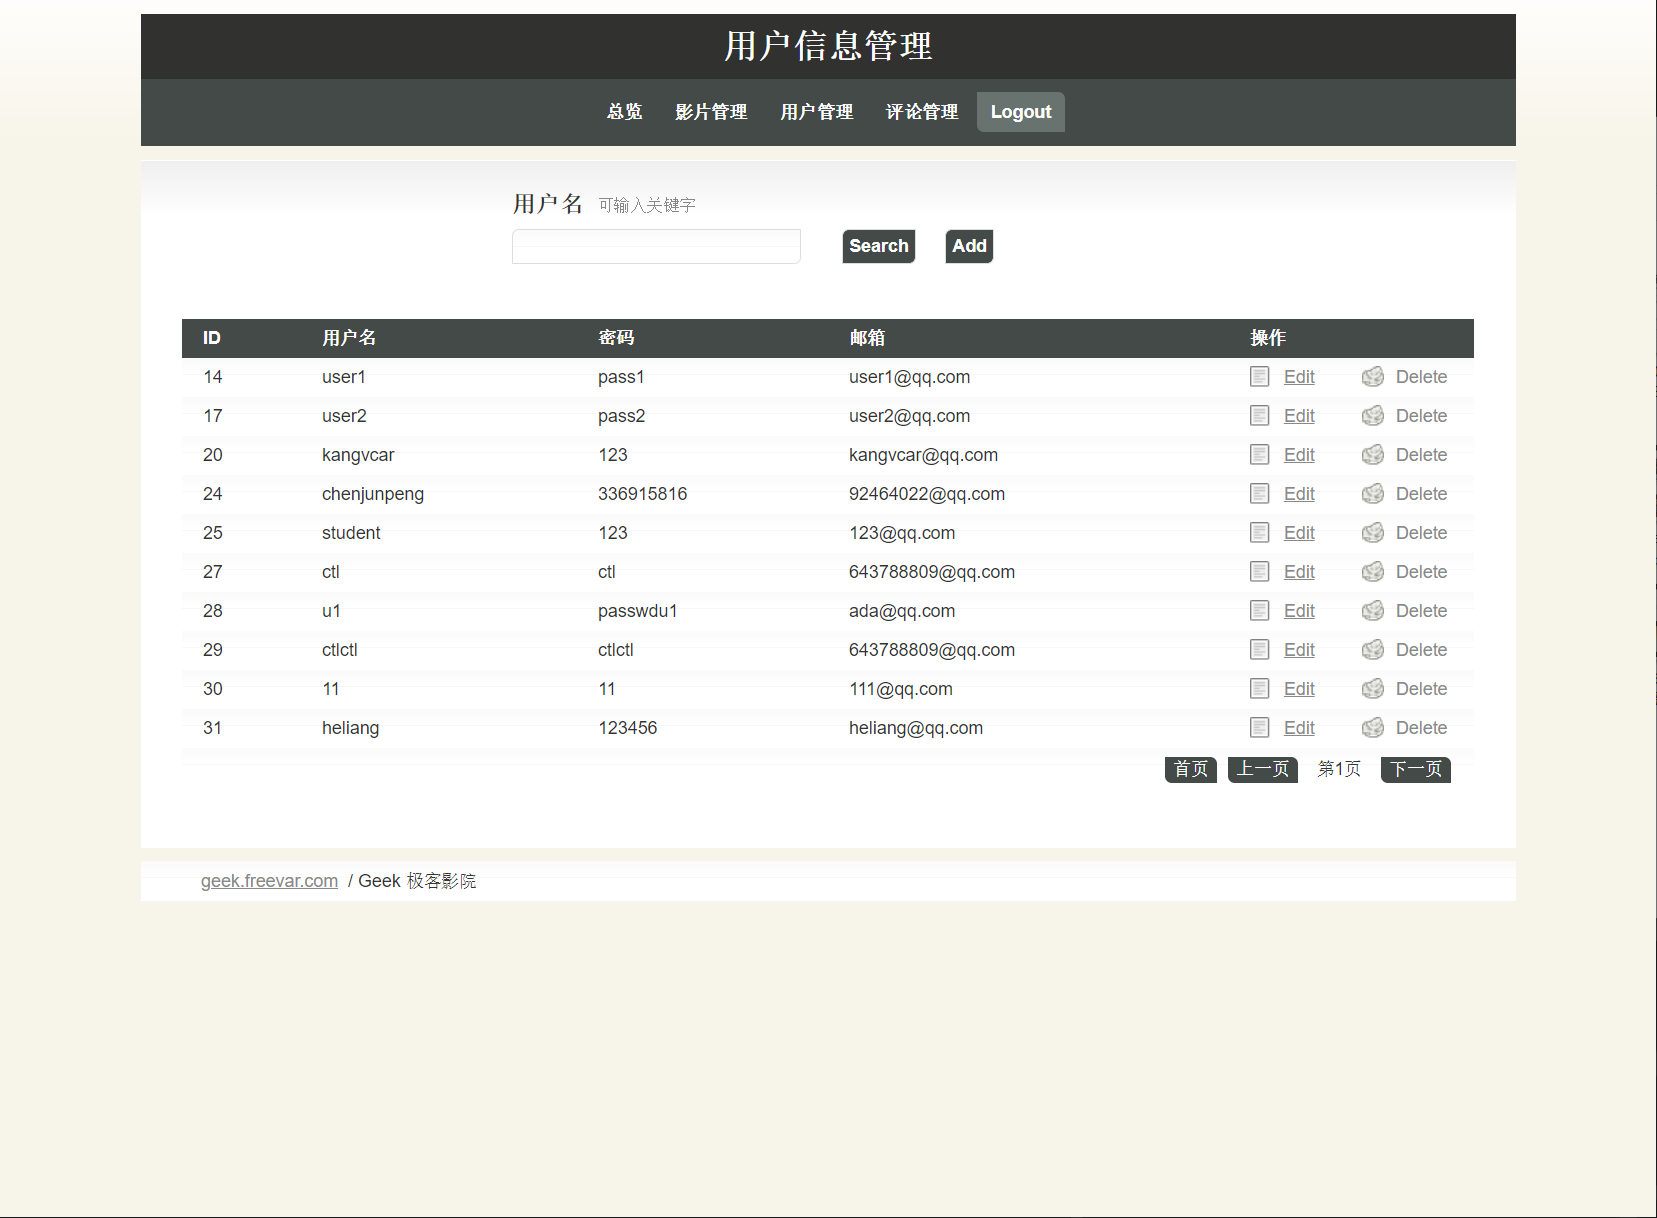 用户信息管理
总览 影片管理 用户管理 评论管理 Logout
用户名 可输入关键字
Search Add
ID 用户名 密码 邮箱 操作
14 user1 pass1 user1@qq.com Edit Delete
17 user2 pass2 user2@qq.com Edit Delete
20 kangvcar 123 kangvcar@qq.com Edit Delete
24 chenjunpeng 336915816 92464022@qq.com Edit Delete
25 student 123 123@qq.com Edit Delete
27 ctl ctl 643788809@qq.com Edit Delete
28 u1 passwdu1 ada@qq.com Edit Delete
29 ctlctl ctlctl 643788809@qq.com Edit Delete
30 11 11 111@qq.com Edit Delete
31 heliang 123456 heliang@qq.com Edit Delete
首页 上一页 第1页 下一页
geek.freevar.com / Geek 极客影院